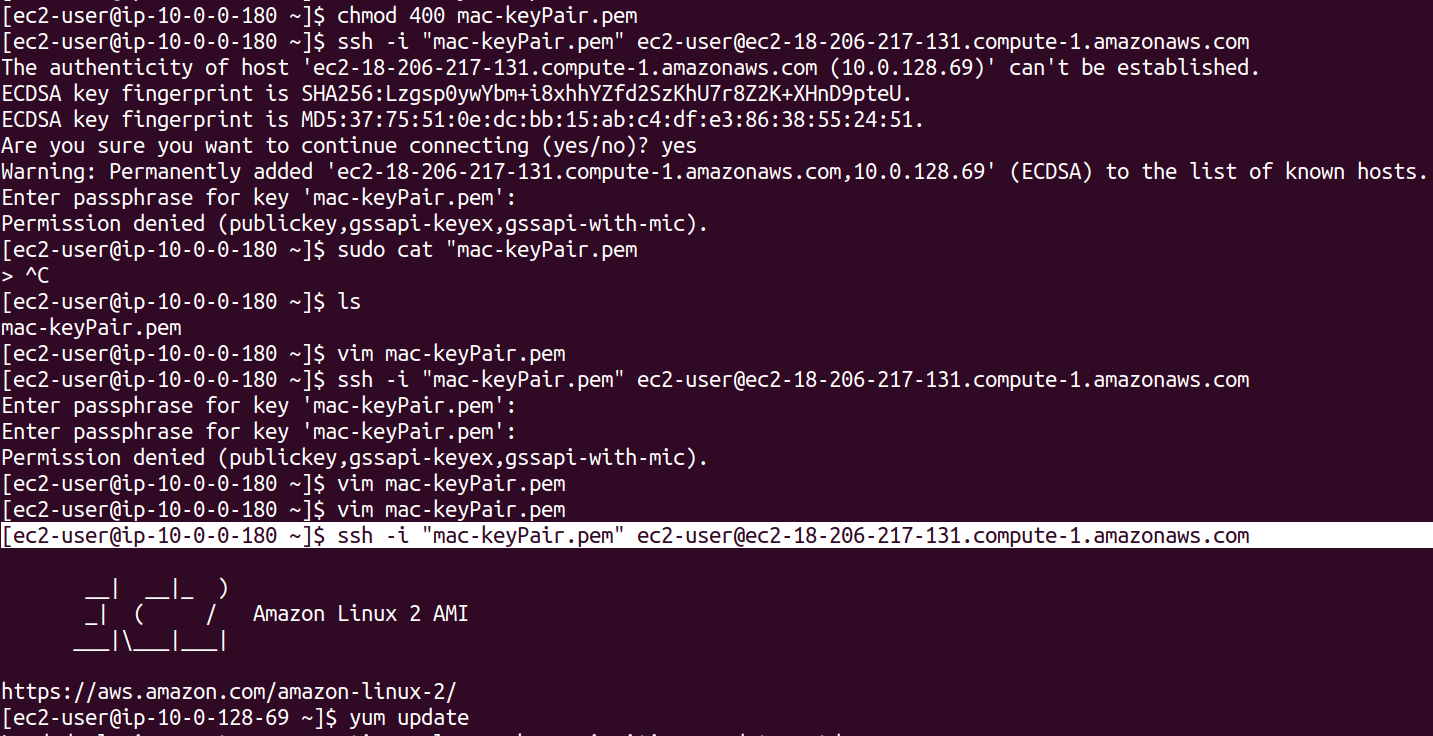 [ec2-user@ip-10-0-0-180 ~]$ chmod 400 mac-keyPair.pem
[ec2-user@ip-10-0-0-180 ~]$ ssh -i "mac-keyPair.pem" ec2-user@ec2-18-206-217-131.compute-1.amazonaws.com
The authenticity of host 'ec2-18-206-217-131.compute-1.amazonaws.com (10.0.128.69)' can't be established.
ECDSA key fingerprint is SHA256:Lzgsp0ywYbm+i8xhhYZfd2SzKhU7r8Z2K+XHnD9pteU.
ECDSA key fingerprint is MD5:37:75:51:0e:dc:bb:15:ab:c4:df:e3:86:38:55:24:51.
Are you sure you want to continue connecting (yes/no)? yes
Warning: Permanently added 'ec2-18-206-217-131.compute-1.amazonaws.com,10.0.128.69' (ECDSA) to the list of known hosts.
Enter passphrase for key 'mac-keyPair.pem':
Permission denied (publickey,gssapi-keyex,gssapi-with-mic).
[ec2-user@ip-10-0-0-180 ~]$ sudo cat "mac-keyPair.pem
> ^C
[ec2-user@ip-10-0-0-180 ~]$ ls
mac-keyPair.pem
[ec2-user@ip-10-0-0-180 ~]$ vim mac-keyPair.pem
[ec2-user@ip-10-0-0-180 ~]$ ssh -i "mac-keyPair.pem" ec2-user@ec2-18-206-217-131.compute-1.amazonaws.com
Enter passphrase for key 'mac-keyPair.pem':
Enter passphrase for key 'mac-keyPair.pem':
Permission denied (publickey,gssapi-keyex,gssapi-with-mic).
[ec2-user@ip-10-0-0-180 ~]$ vim mac-keyPair.pem
[ec2-user@ip-10-0-0-180 ~]$ vim mac-keyPair.pem
[ec2-user@ip-10-0-0-180 ~]$ ssh -i "mac-keyPair.pem" ec2-user@ec2-18-206-217-131.compute-1.amazonaws.com
       __|  __|_  )
       _|  (     /   Amazon Linux 2 AMI
      ___|\___|___|
https://aws.amazon.com/amazon-linux-2/
[ec2-user@ip-10-0-128-69 ~]$ yum update